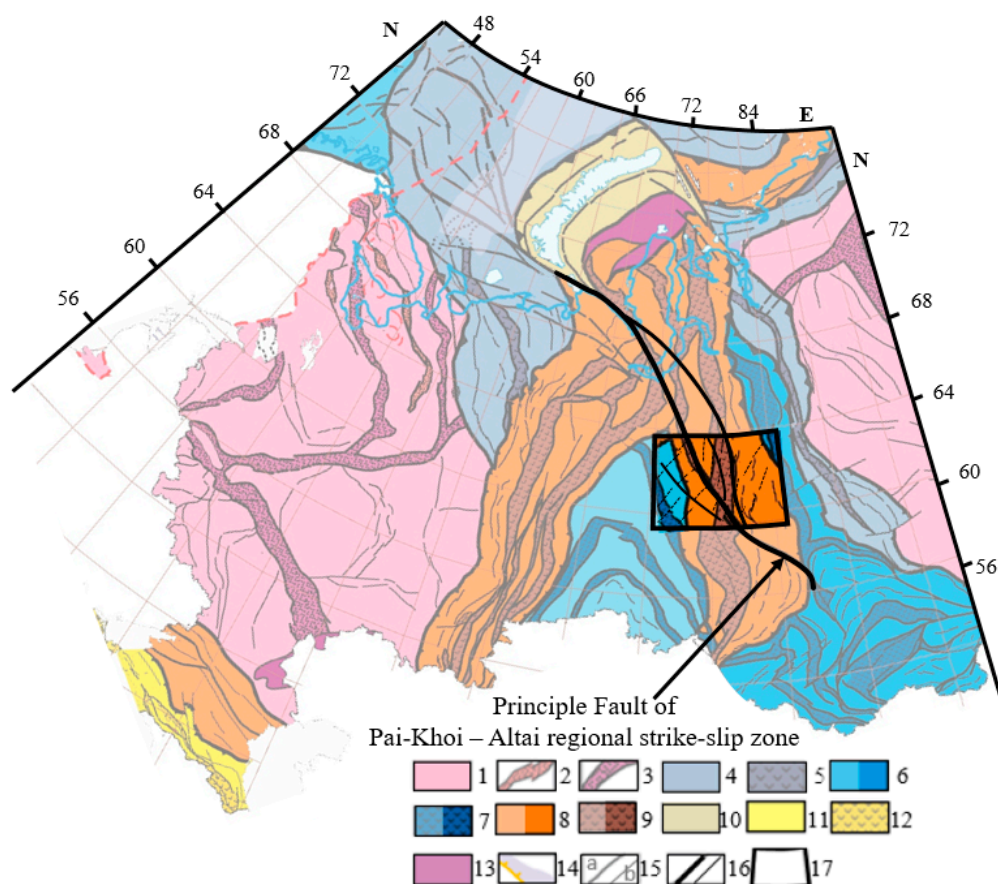 N
48
54
60
66
72
84
E
N
72
68
64
60
56
72
68
64
60
56
Principle Fault of
Pai-Khoi – Altai regional strike-slip zone
1 2 3 4 5 6
7 8 9 10 11 12
13 14 a b 15 16 17